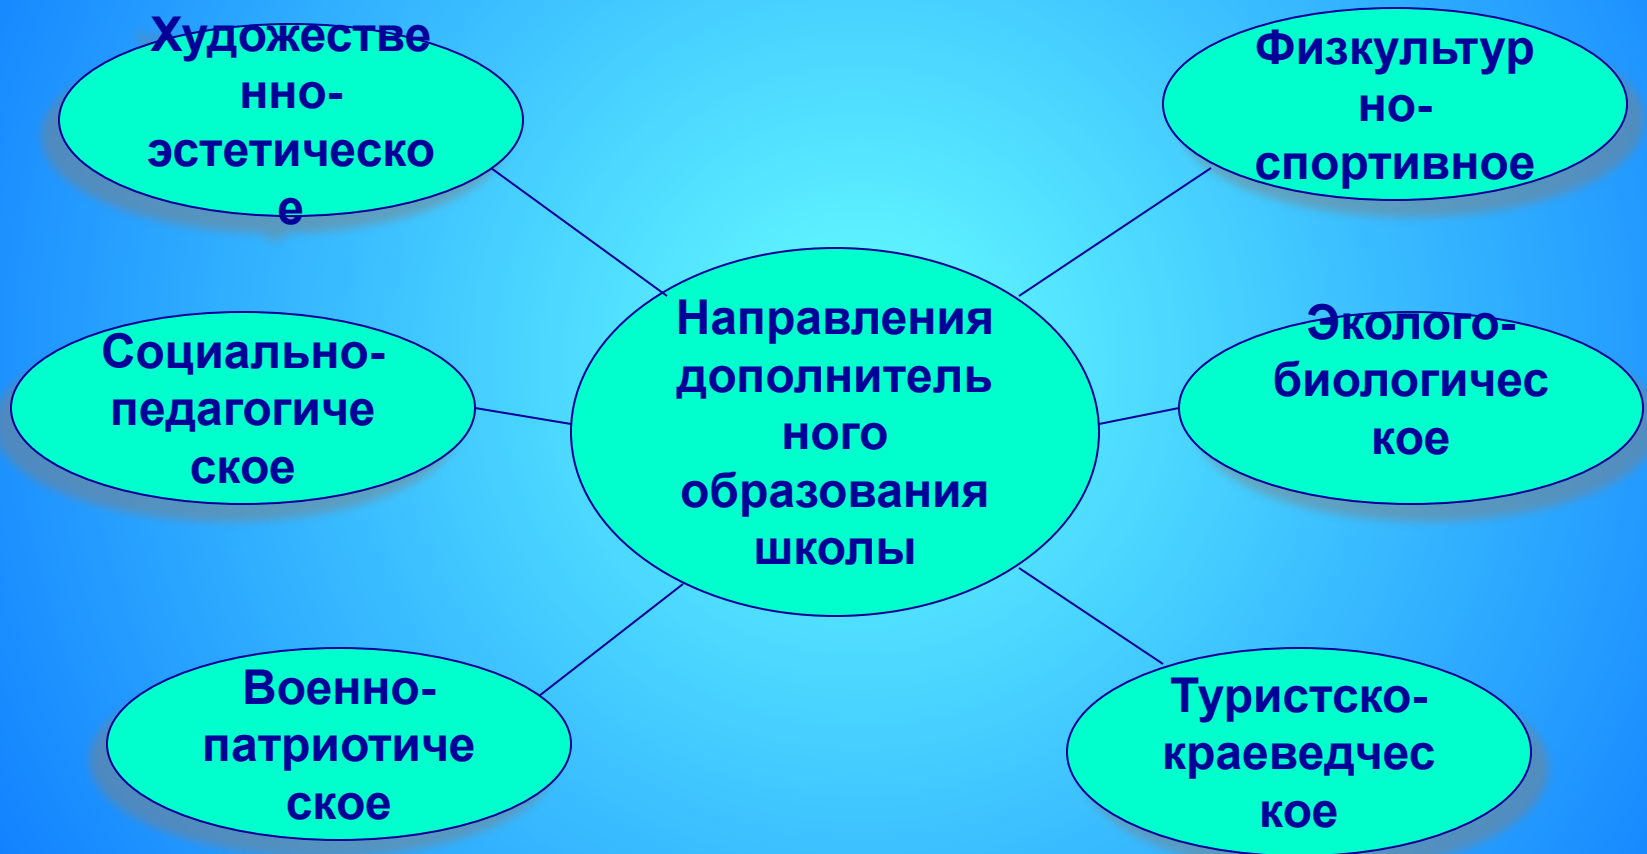 Художестве
нно-
эстетическо
е
Физкультур
но-
спортивное
Социально-
педагогиче
ское
Направления
дополнитель
ного
образования
школы
Эколого-
биологичес
кое
Военно-
патриотиче
ское
Туристско-
краеведчес
кое